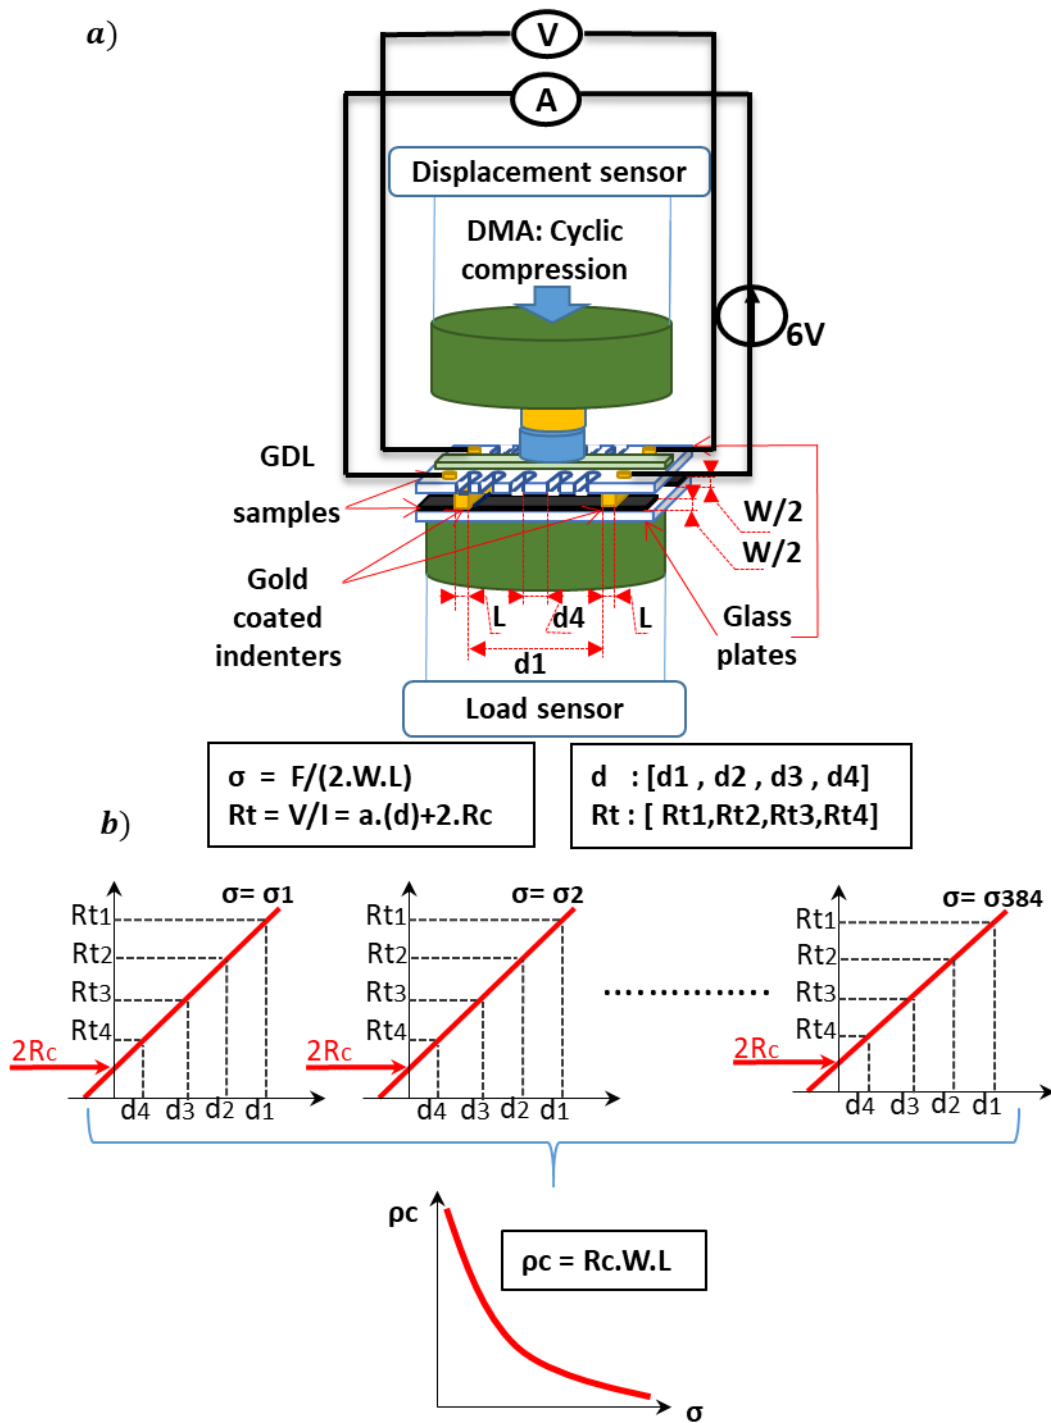 a)
V
A
Displacement sensor
DMA: Cyclic
compression
6V
GDL
samples
W/2
W/2
Gold
coated
indenters
L
d4
L
Glass
plates
d1
Load sensor
σ = F/(2.W.L)
Rt = V/I = a.(d)+2.Rc
d : [d1 , d2 , d3 , d4]
Rt : [ Rt1,Rt2,Rt3,Rt4]
b)
σ= σ1
Rt1
Rt2
Rt3
Rt4
2Rc
d4 d3 d2 d1
σ= σ2
Rt1
Rt2
Rt3
Rt4
2Rc
d4 d3 d2 d1
....................
σ= σ384
Rt1
Rt2
Rt3
Rt4
2Rc
d4 d3 d2 d1
ρc
ρc = Rc.W.L
σ